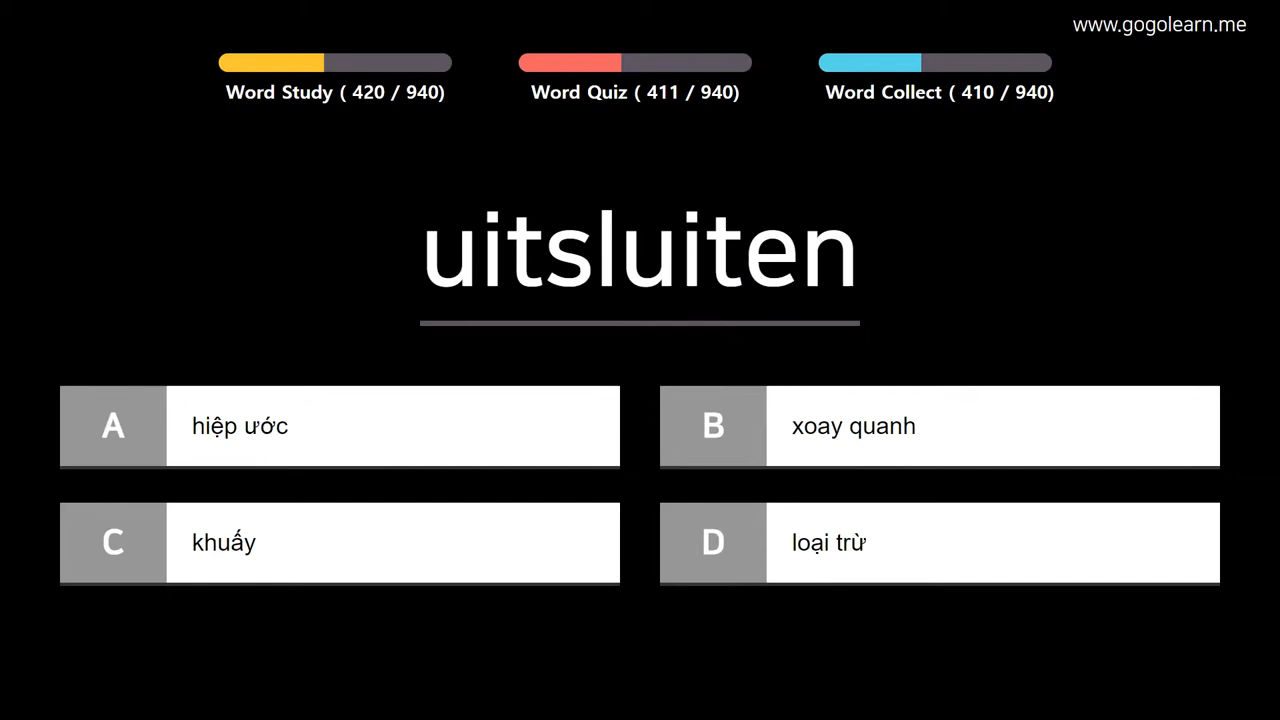 www.gogolearn.me
Word Study ( 420 / 940)
Word Quiz ( 411 / 940)
Word Collect ( 410 / 940)
uitsluiten
A hiệp ước
B xoay quanh
C khuấy
D loại trừ